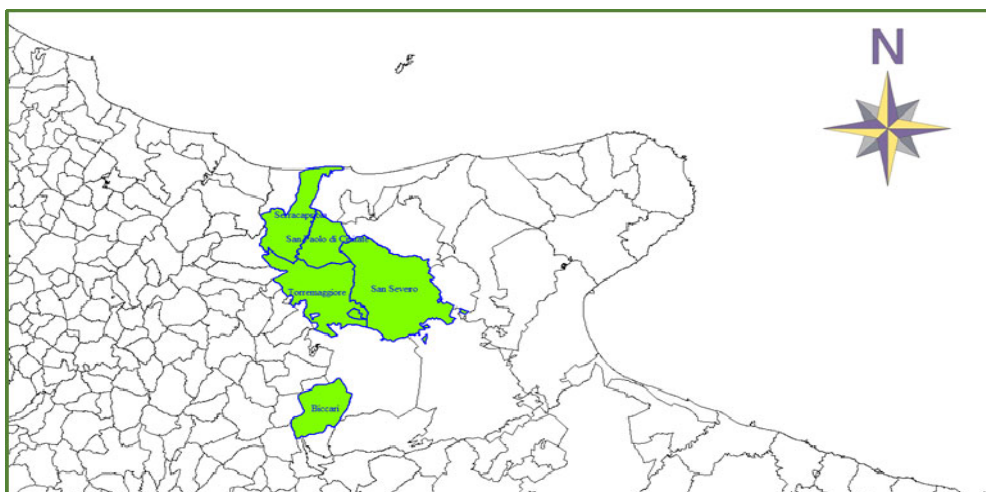 N
Serracapriola
San Paolo di Civitate
Torremaggiore
San Severo
Biccari